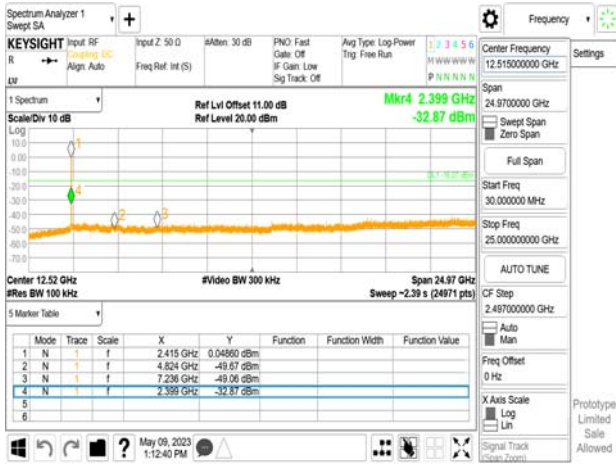 Spectrum Analyzer 1
Swept SA
Frequency
KEYSIGHT
Input: RF
Coupling: DC
Align: Auto
Input Z: 50 Ω
Freq Ref: Int (S)
#Atten: 30 dB
PNO: Fast
Gate: Off
IF Gain: Low
Sig Track: Off
Avg Type: Log-Power
Trig: Free Run
1 2 3 4 5 6
M W W W W W
P N N N N N
R
1 Spectrum
Scale/Div 10 dB
Ref Lvl Offset 11.00 dB
Ref Level 20.00 dBm
Mkr4 2.399 GHz
-32.87 dBm
Log
10.0
0.00
-10.0
-20.0
-30.0
-40.0
-50.0
-60.0
-70.0
1
4
2
3
Center 12.52 GHz
#Video BW 300 kHz
Span 24.97 GHz
#Res BW 100 kHz
Sweep ~2.39 s (24971 pts)
5 Marker Table
Mode Trace Scale X Y Function Function Width Function Value
1 N 1 f 2.415 GHz 0.04860 dBm
2 N 1 f 4.824 GHz -49.67 dBm
3 N 1 f 7.236 GHz -49.06 dBm
4 N 1 f 2.399 GHz -32.87 dBm
5
6
May 09, 2023
1:12:40 PM
?
Center Frequency
12.515000000 GHz
Settings
Span
24.9700000 GHz
Swept Span
Zero Span
Full Span
Start Freq
30.000000 MHz
Stop Freq
25.000000000 GHz
AUTO TUNE
CF Step
2.497000000 GHz
Auto
Man
Freq Offset
0 Hz
X Axis Scale
Log
Lin
Signal Track
(Span Zoom)
Prototype
Limited
Sale
Allowed